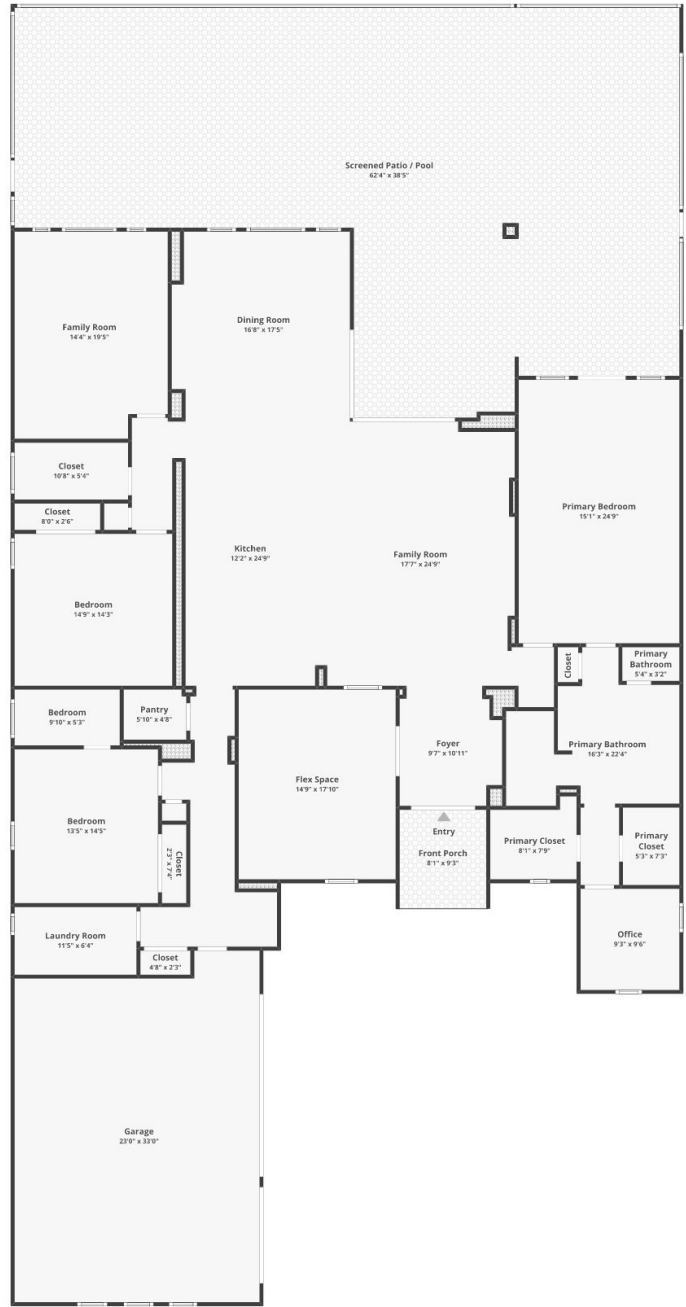 Screened Patio / Pool
62'4" x 38'5"
Family Room
14'4" x 19'5"
Dining Room
16'8" x 17'5"
Closet
10'8" x 5'4"
Closet
8'0" x 2'6"
Primary Bedroom
15'1" x 24'9"
Kitchen
12'2" x 24'9"
Family Room
17'7" x 24'9"
Bedroom
14'9" x 14'3"
Closet
Primary
Bathroom
5'4" x 3'2"
Bedroom
9'10" x 5'3"
Pantry
5'10" x 4'8"
Foyer
9'7" x 10'11"
Primary Bathroom
16'3" x 22'4"
Flex Space
14'9" x 17'10"
Bedroom
13'5" x 14'5"
Closet
2'3" x 7'4"
Entry
Front Porch
8'1" x 9'3"
Primary Closet
8'1" x 7'9"
Primary
Closet
5'3" x 7'3"
Laundry Room
11'5" x 6'4"
Closet
4'8" x 2'3"
Office
9'3" x 9'6"
Garage
23'0" x 33'0"